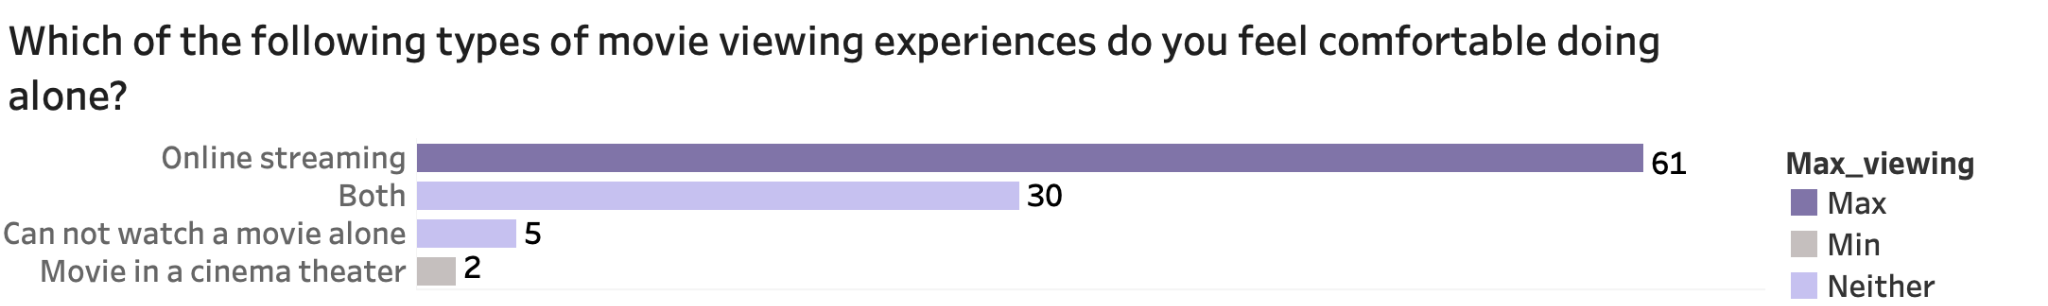 Which of the following types of movie viewing experiences do you feel comfortable doing
alone?
Online streaming 61
Both 30
Can not watch a movie alone 5
Movie in a cinema theater 2
Max_viewing
Max
Min
Neither